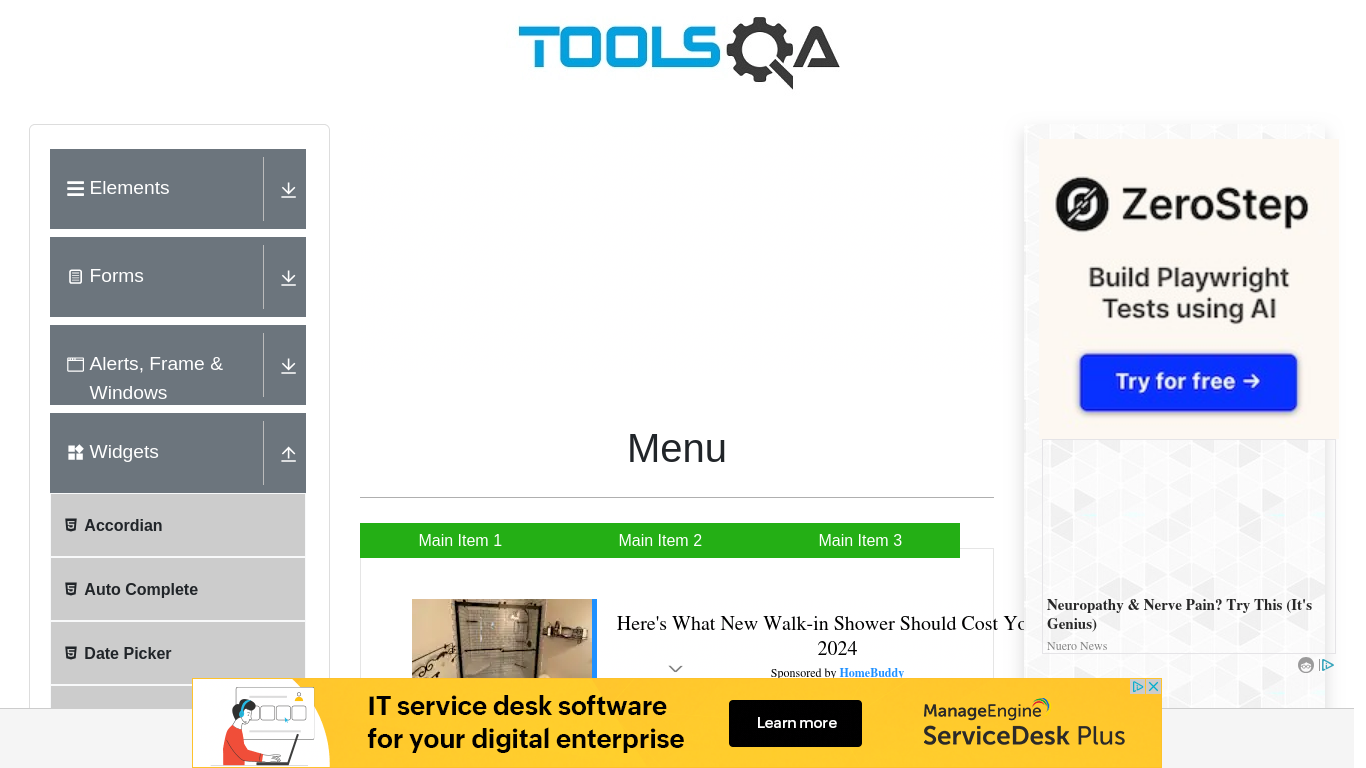 TOOLSQA
Elements
Forms
Alerts, Frame &
Windows
Widgets
Accordian
Auto Complete
Date Picker
Menu
Main Item 1
Main Item 2
Main Item 3
Here's What New Walk-in Shower Should Cost Yo
2024
Sponsored by HomeBuddy
ZeroStep
Build Playwright
Tests using AI
Try for free →
Neuropathy & Nerve Pain? Try This (It's
Genius)
Nuero News
IT service desk software
for your digital enterprise
Learn more
ManageEngine
ServiceDesk Plus